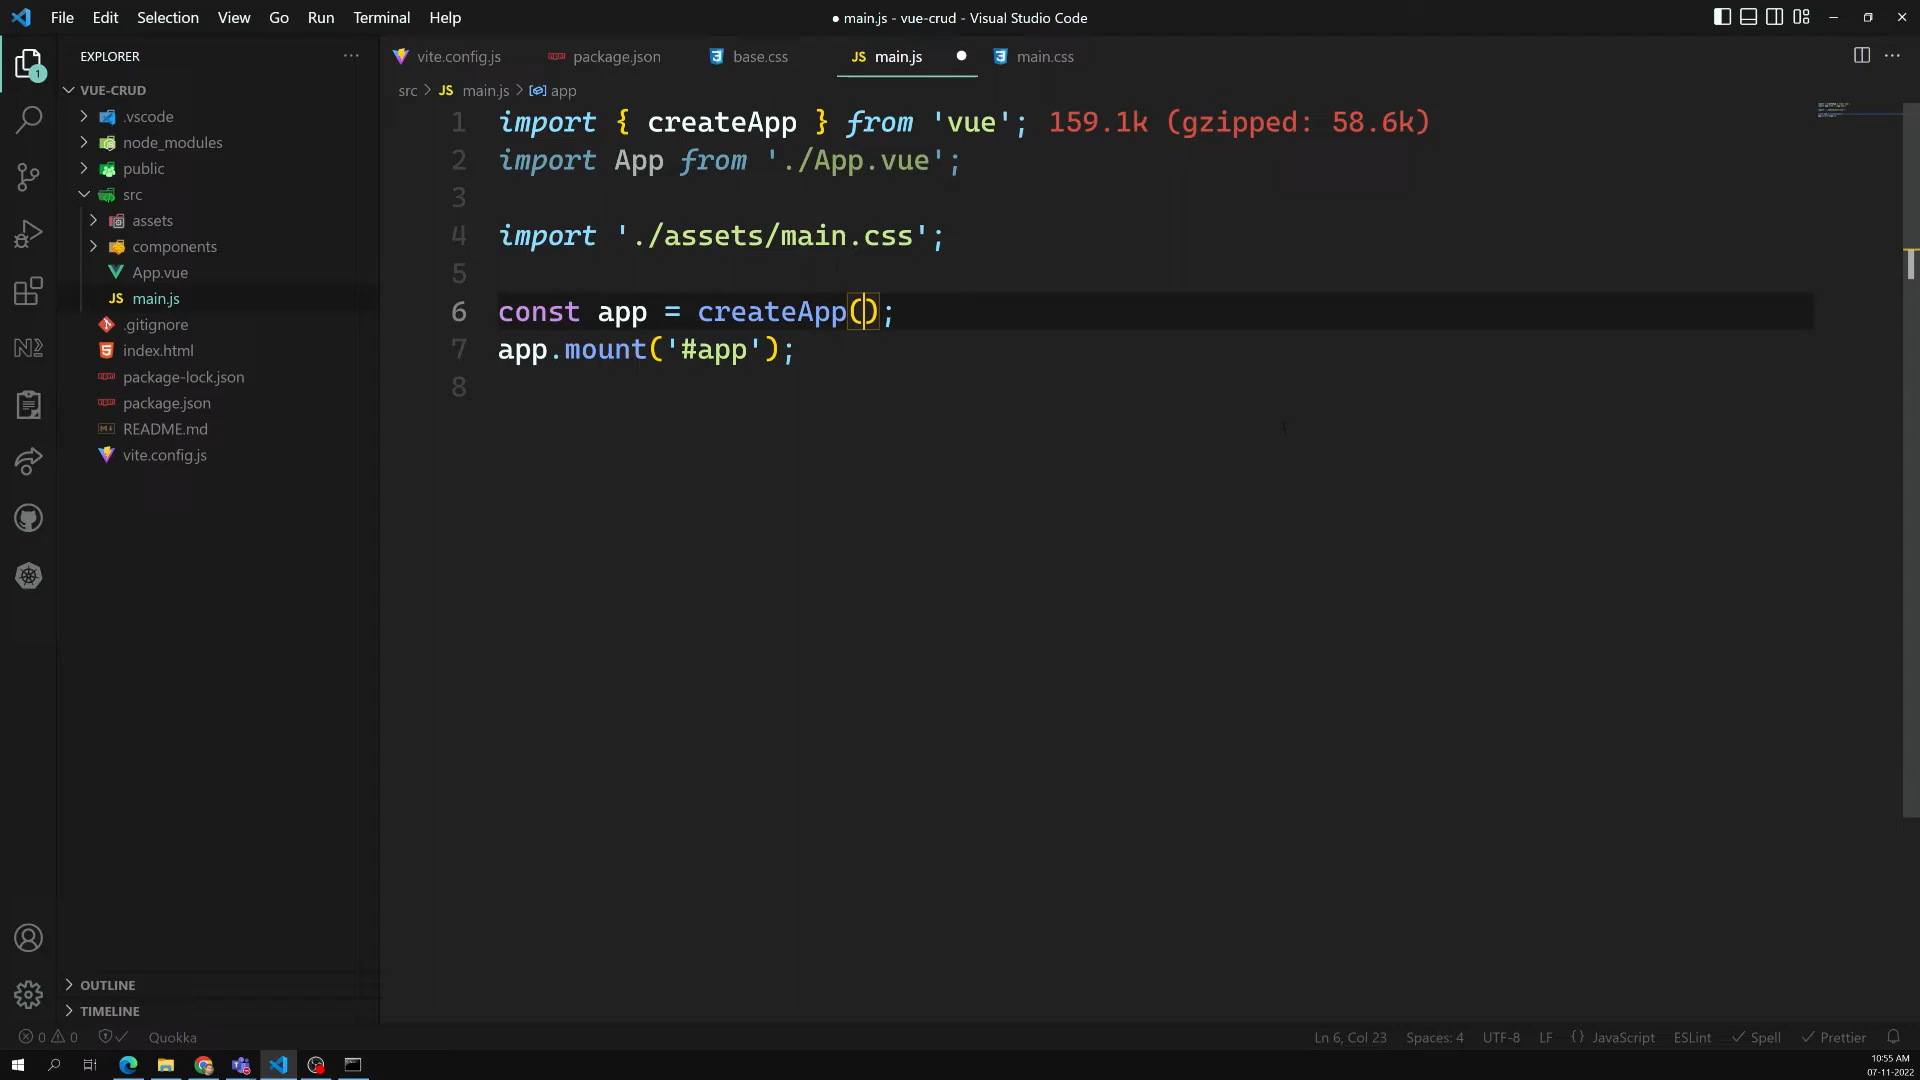 File Edit Selection View Go Run Terminal Help
● main.js - vue-crud - Visual Studio Code
EXPLORER
vite.config.js package.json base.css JS main.js main.css
1
VUE-CRUD
src > JS main.js > app
.vscode
node_modules
public
src
assets
components
App.vue
JS main.js
.gitignore
index.html
package-lock.json
package.json
README.md
vite.config.js
1 import { createApp } from 'vue'; 159.1k (gzipped: 58.6k)
2 import App from './App.vue';
3
4 import './assets/main.css';
5
6 const app = createApp();
7 app.mount('#app');
8
OUTLINE
TIMELINE
0 0 Quokka
Ln 6, Col 23 Spaces: 4 UTF-8 LF {} JavaScript ESLint Spell Prettier
10:55 AM
07-11-2022